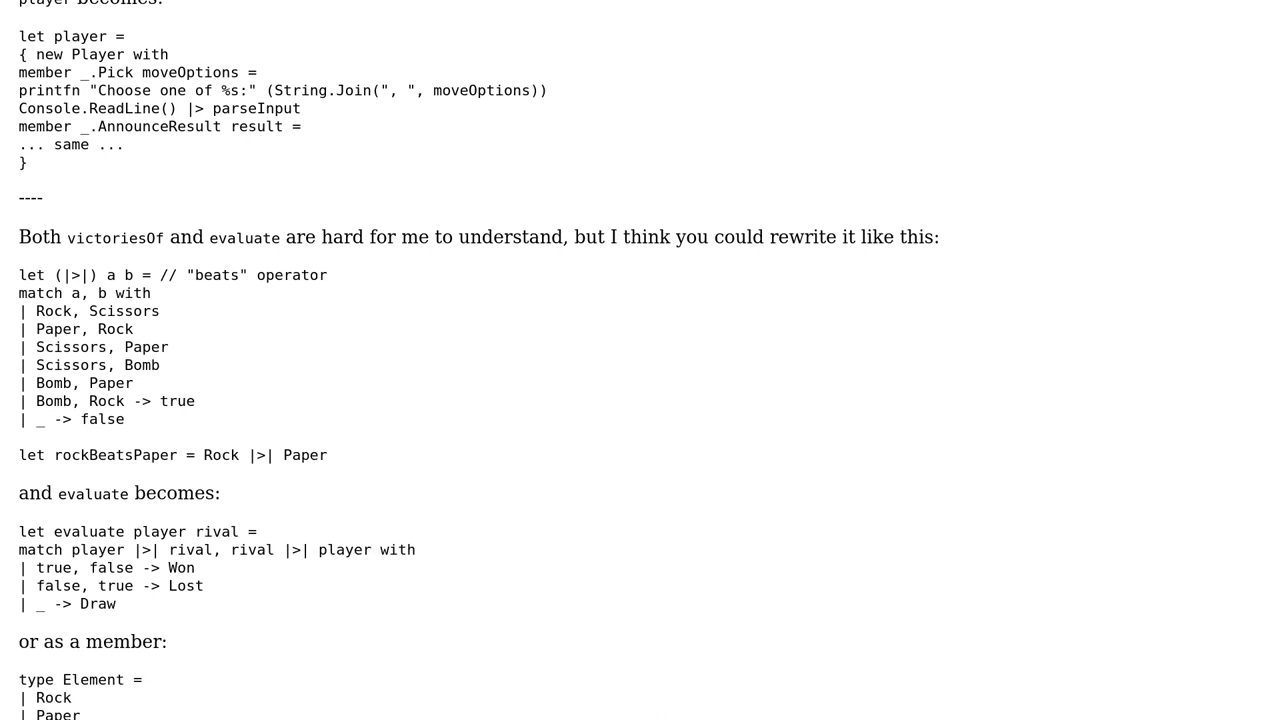 player becomes:
let player =
{ new Player with
member _.Pick moveOptions =
printfn "Choose one of %s:" (String.Join(", ", moveOptions))
Console.ReadLine() |> parseInput
member _.AnnounceResult result =
... same ...
}
----
Both victoriesOf and evaluate are hard for me to understand, but I think you could rewrite it like this:
let (|>|) a b = // "beats" operator
match a, b with
| Rock, Scissors
| Paper, Rock
| Scissors, Paper
| Scissors, Bomb
| Bomb, Paper
| Bomb, Rock -> true
| _ -> false
let rockBeatsPaper = Rock |>| Paper
and evaluate becomes:
let evaluate player rival =
match player |>| rival, rival |>| player with
| true, false -> Won
| false, true -> Lost
| _ -> Draw
or as a member:
type Element =
| Rock
| Paper